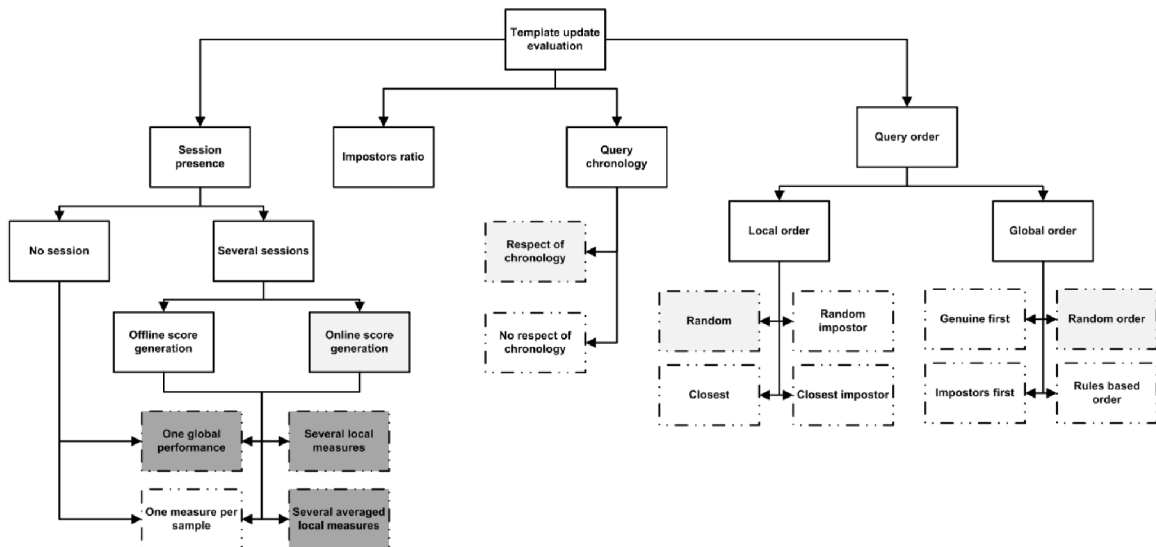 Template update
evaluation
Session
presence
Impostors ratio
Query
chronology
Query order
No session
Several sessions
Respect of
chronology
Local order
Global order
Offline score
generation
Online score
generation
No respect of
chronology
Random
Random
impostor
Genuine first
Random order
Closest
Closest impostor
Impostors first
Rules based
order
One global
performance
Several local
measures
One measure per
sample
Several averaged
local measures